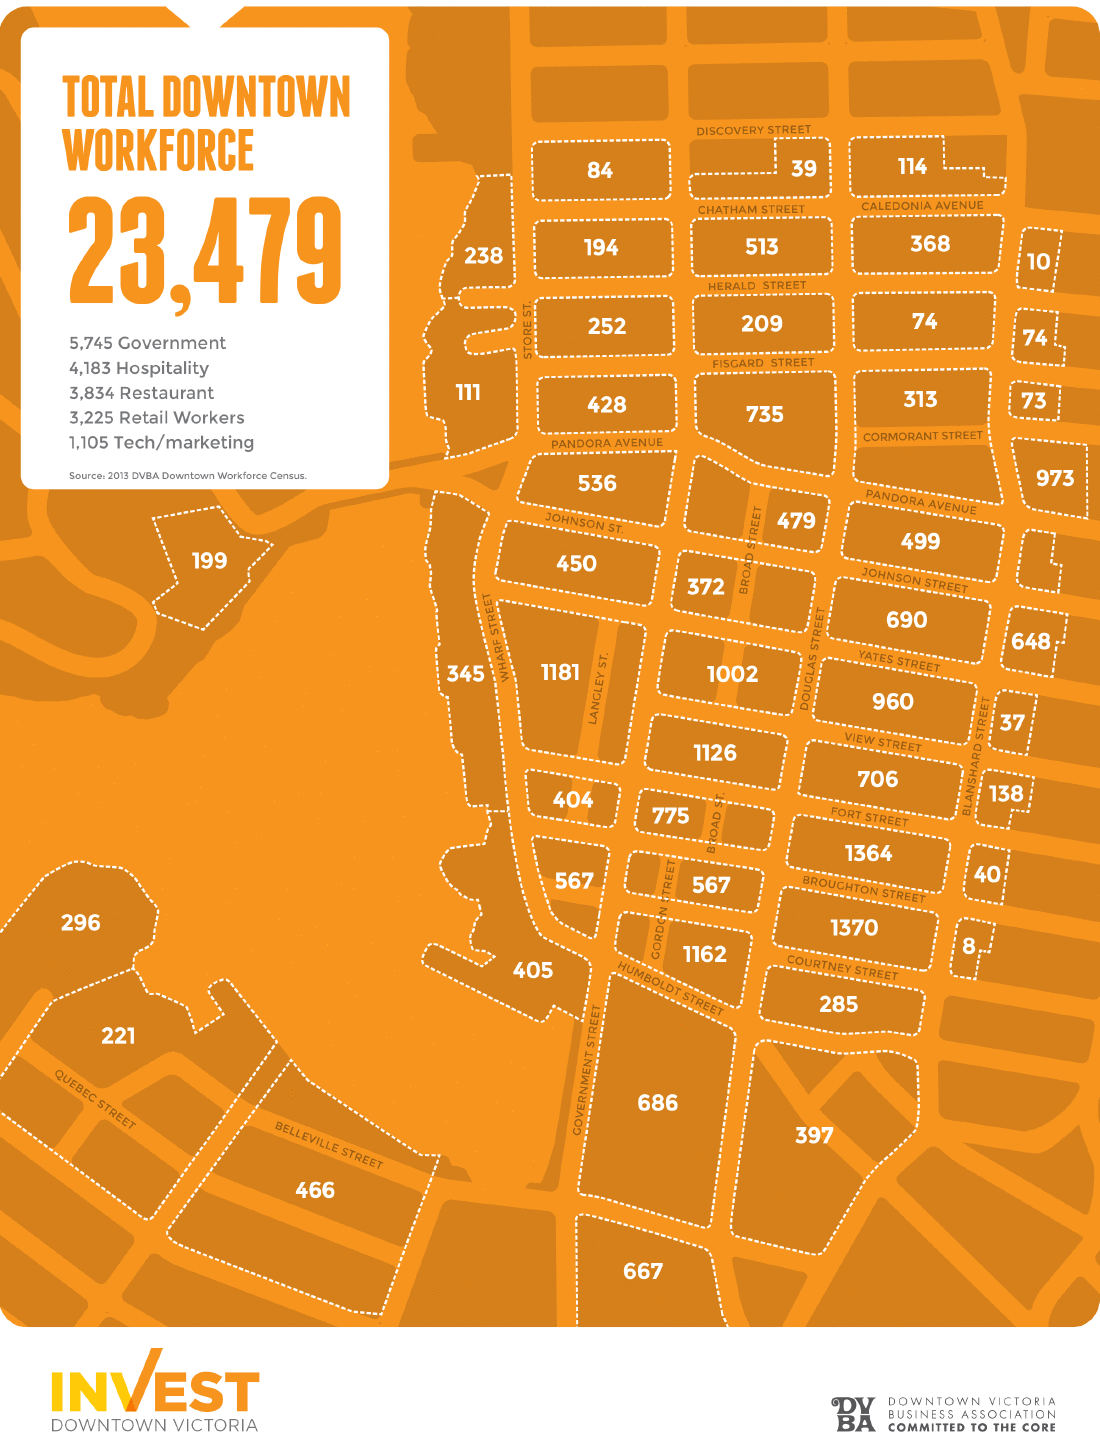 TOTAL DOWNTOWN
WORKFORCE
23,479
5,745 Government
4,183 Hospitality
3,834 Restaurant
3,225 Retail Workers
1,105 Tech/marketing
Source: 2013 DVBA Downtown Workforce Census.
DISCOVERY STREET
84
39
114
CHATHAM STREET
CALEDONIA AVENUE
238
194
513
368
10
HERALD STREET
STORE ST.
252
209
74
74
FISGARD STREET
111
428
735
313
73
PANDORA AVENUE
CORMORANT STREET
536
973
PANDORA AVENUE
JOHNSON ST.
479
499
BROAD STREET
199
450
372
JOHNSON STREET
690
648
WHARF STREET
DOUGLAS STREET
YATES STREET
345
1181
LANGLEY ST.
1002
960
37
VIEW STREET
BLANSHARD STREET
1126
706
138
404
775
BROAD ST.
FORT STREET
1364
567
567
40
BROUGHTON STREET
GORDON STREET
296
1370
8
1162
405
HUMBOLDT STREET
COURTNEY STREET
285
221
GOVERNMENT STREET
QUEBEC STREET
686
397
BELLEVILLE STREET
466
667
INVEST
DOWNTOWN VICTORIA
DVBA
DOWNTOWN VICTORIA
BUSINESS ASSOCIATION
COMMITTED TO THE CORE